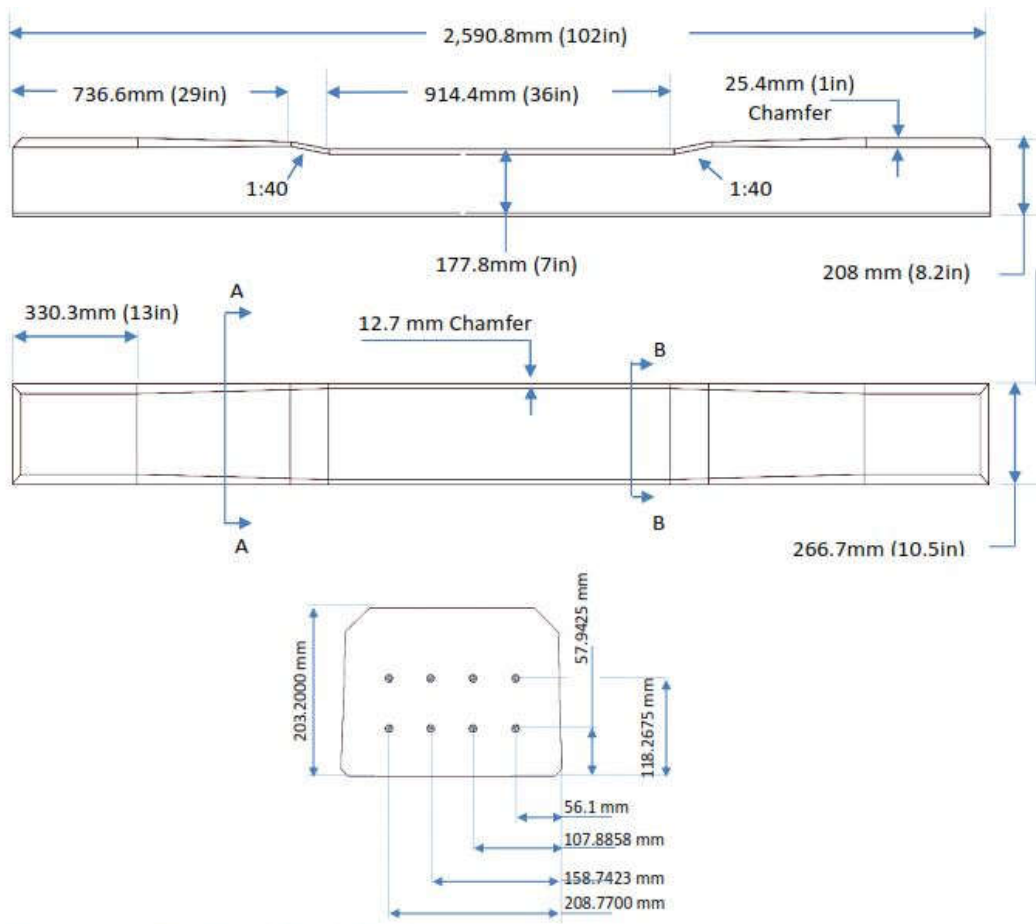 2,590.8mm (102in)
736.6mm (29in)
914.4mm (36in)
25.4mm (1in)
Chamfer
1:40
1:40
177.8mm (7in)
208 mm (8.2in)
A
330.3mm (13in)
12.7 mm Chamfer
B
B
A
266.7mm (10.5in)
203.2000 mm
57.9425 mm
118.2675 mm
56.1 mm
107.8858 mm
158.7423 mm
208.7700 mm